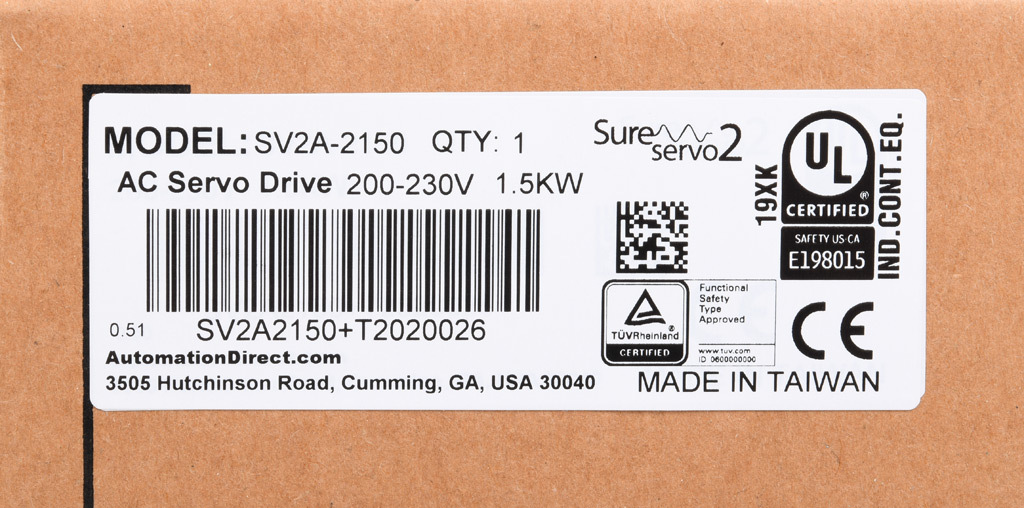 MODEL: SV2A-2150 QTY: 1
AC Servo Drive 200-230V 1.5KW
0.51 SV2A2150+T2020026
AutomationDirect.com
3505 Hutchinson Road, Cumming, GA, USA 30040
Sure
servo2
19XK
UL
®
CERTIFIED
SAFETY US CA
E198015
IND.CONT.EQ.
TÜVRheinland
®
CERTIFIED
Functional
Safety
Type
Approved
www.tuv.com
ID 0600000000
CE
MADE IN TAIWAN